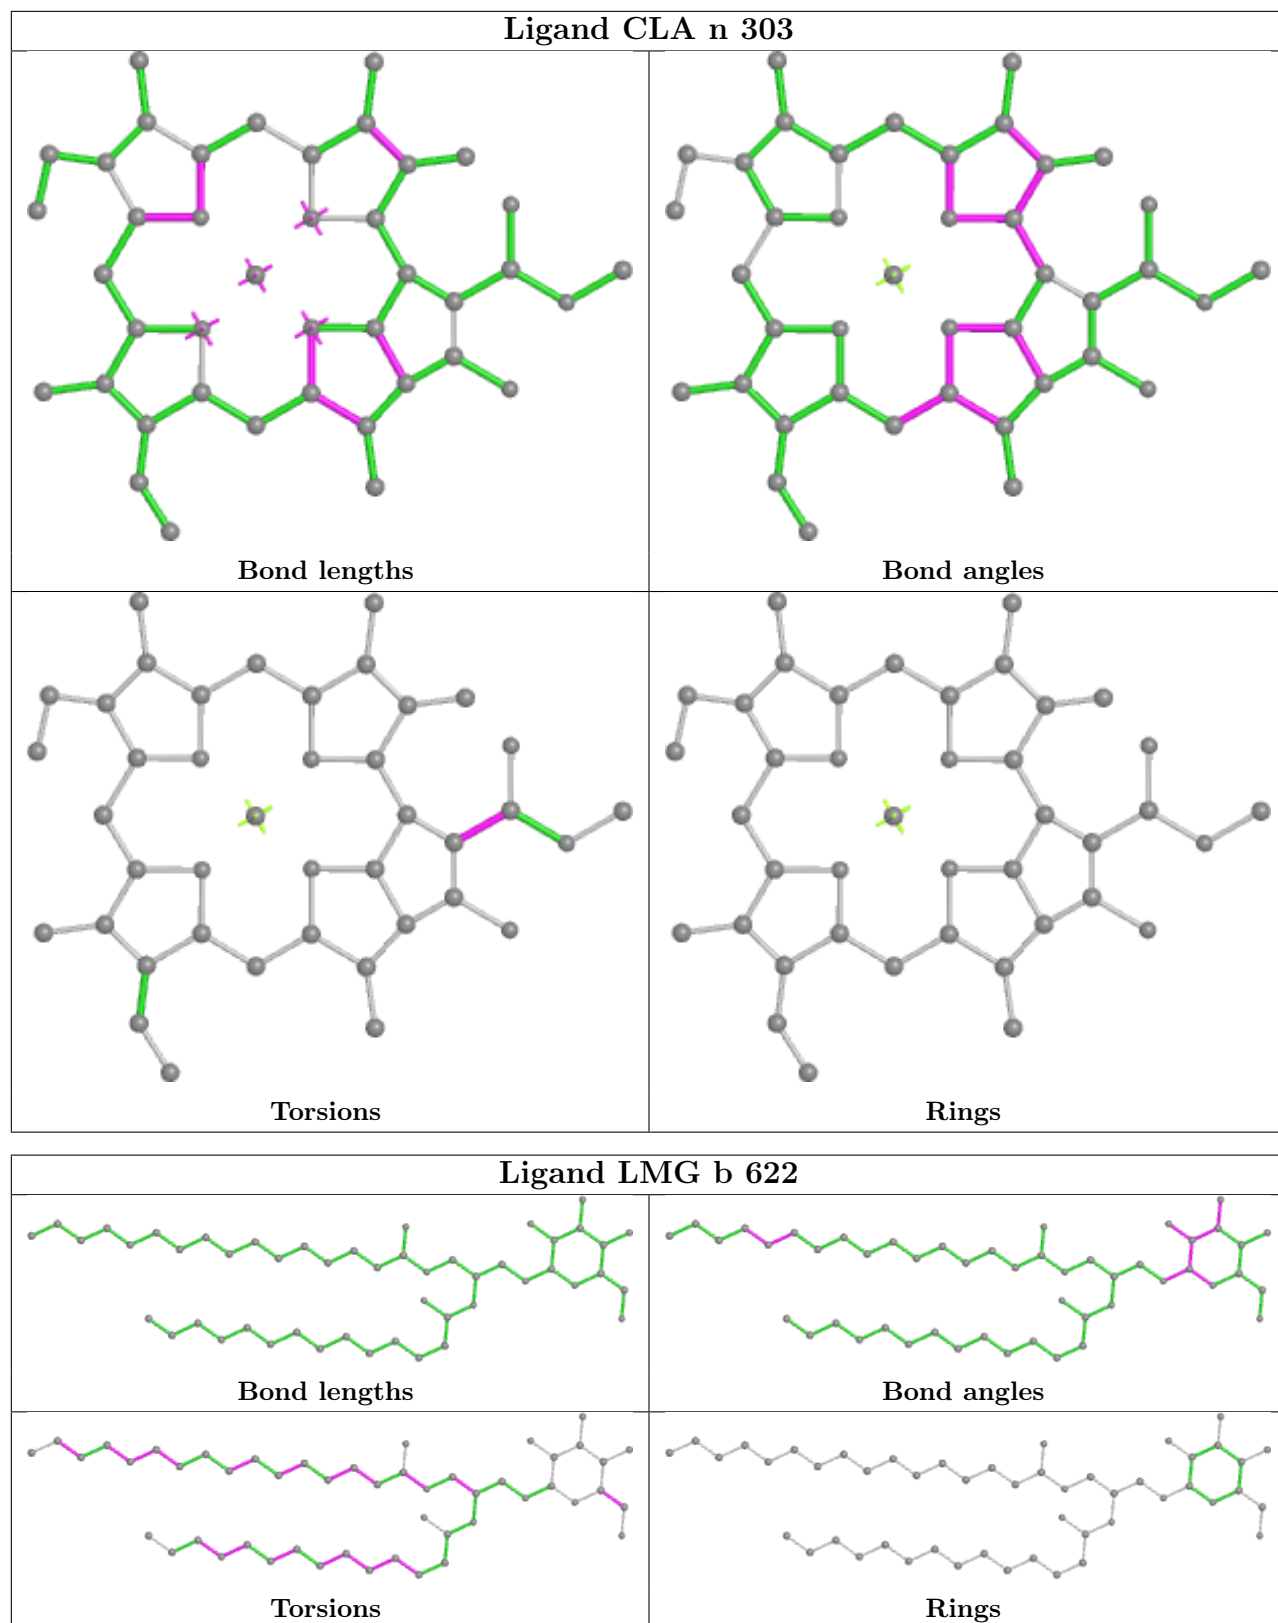 Ligand CLA n 303
Bond lengths
Bond angles
Torsions
Rings
Ligand LMG b 622
Bond lengths
Bond angles
Torsions
Rings